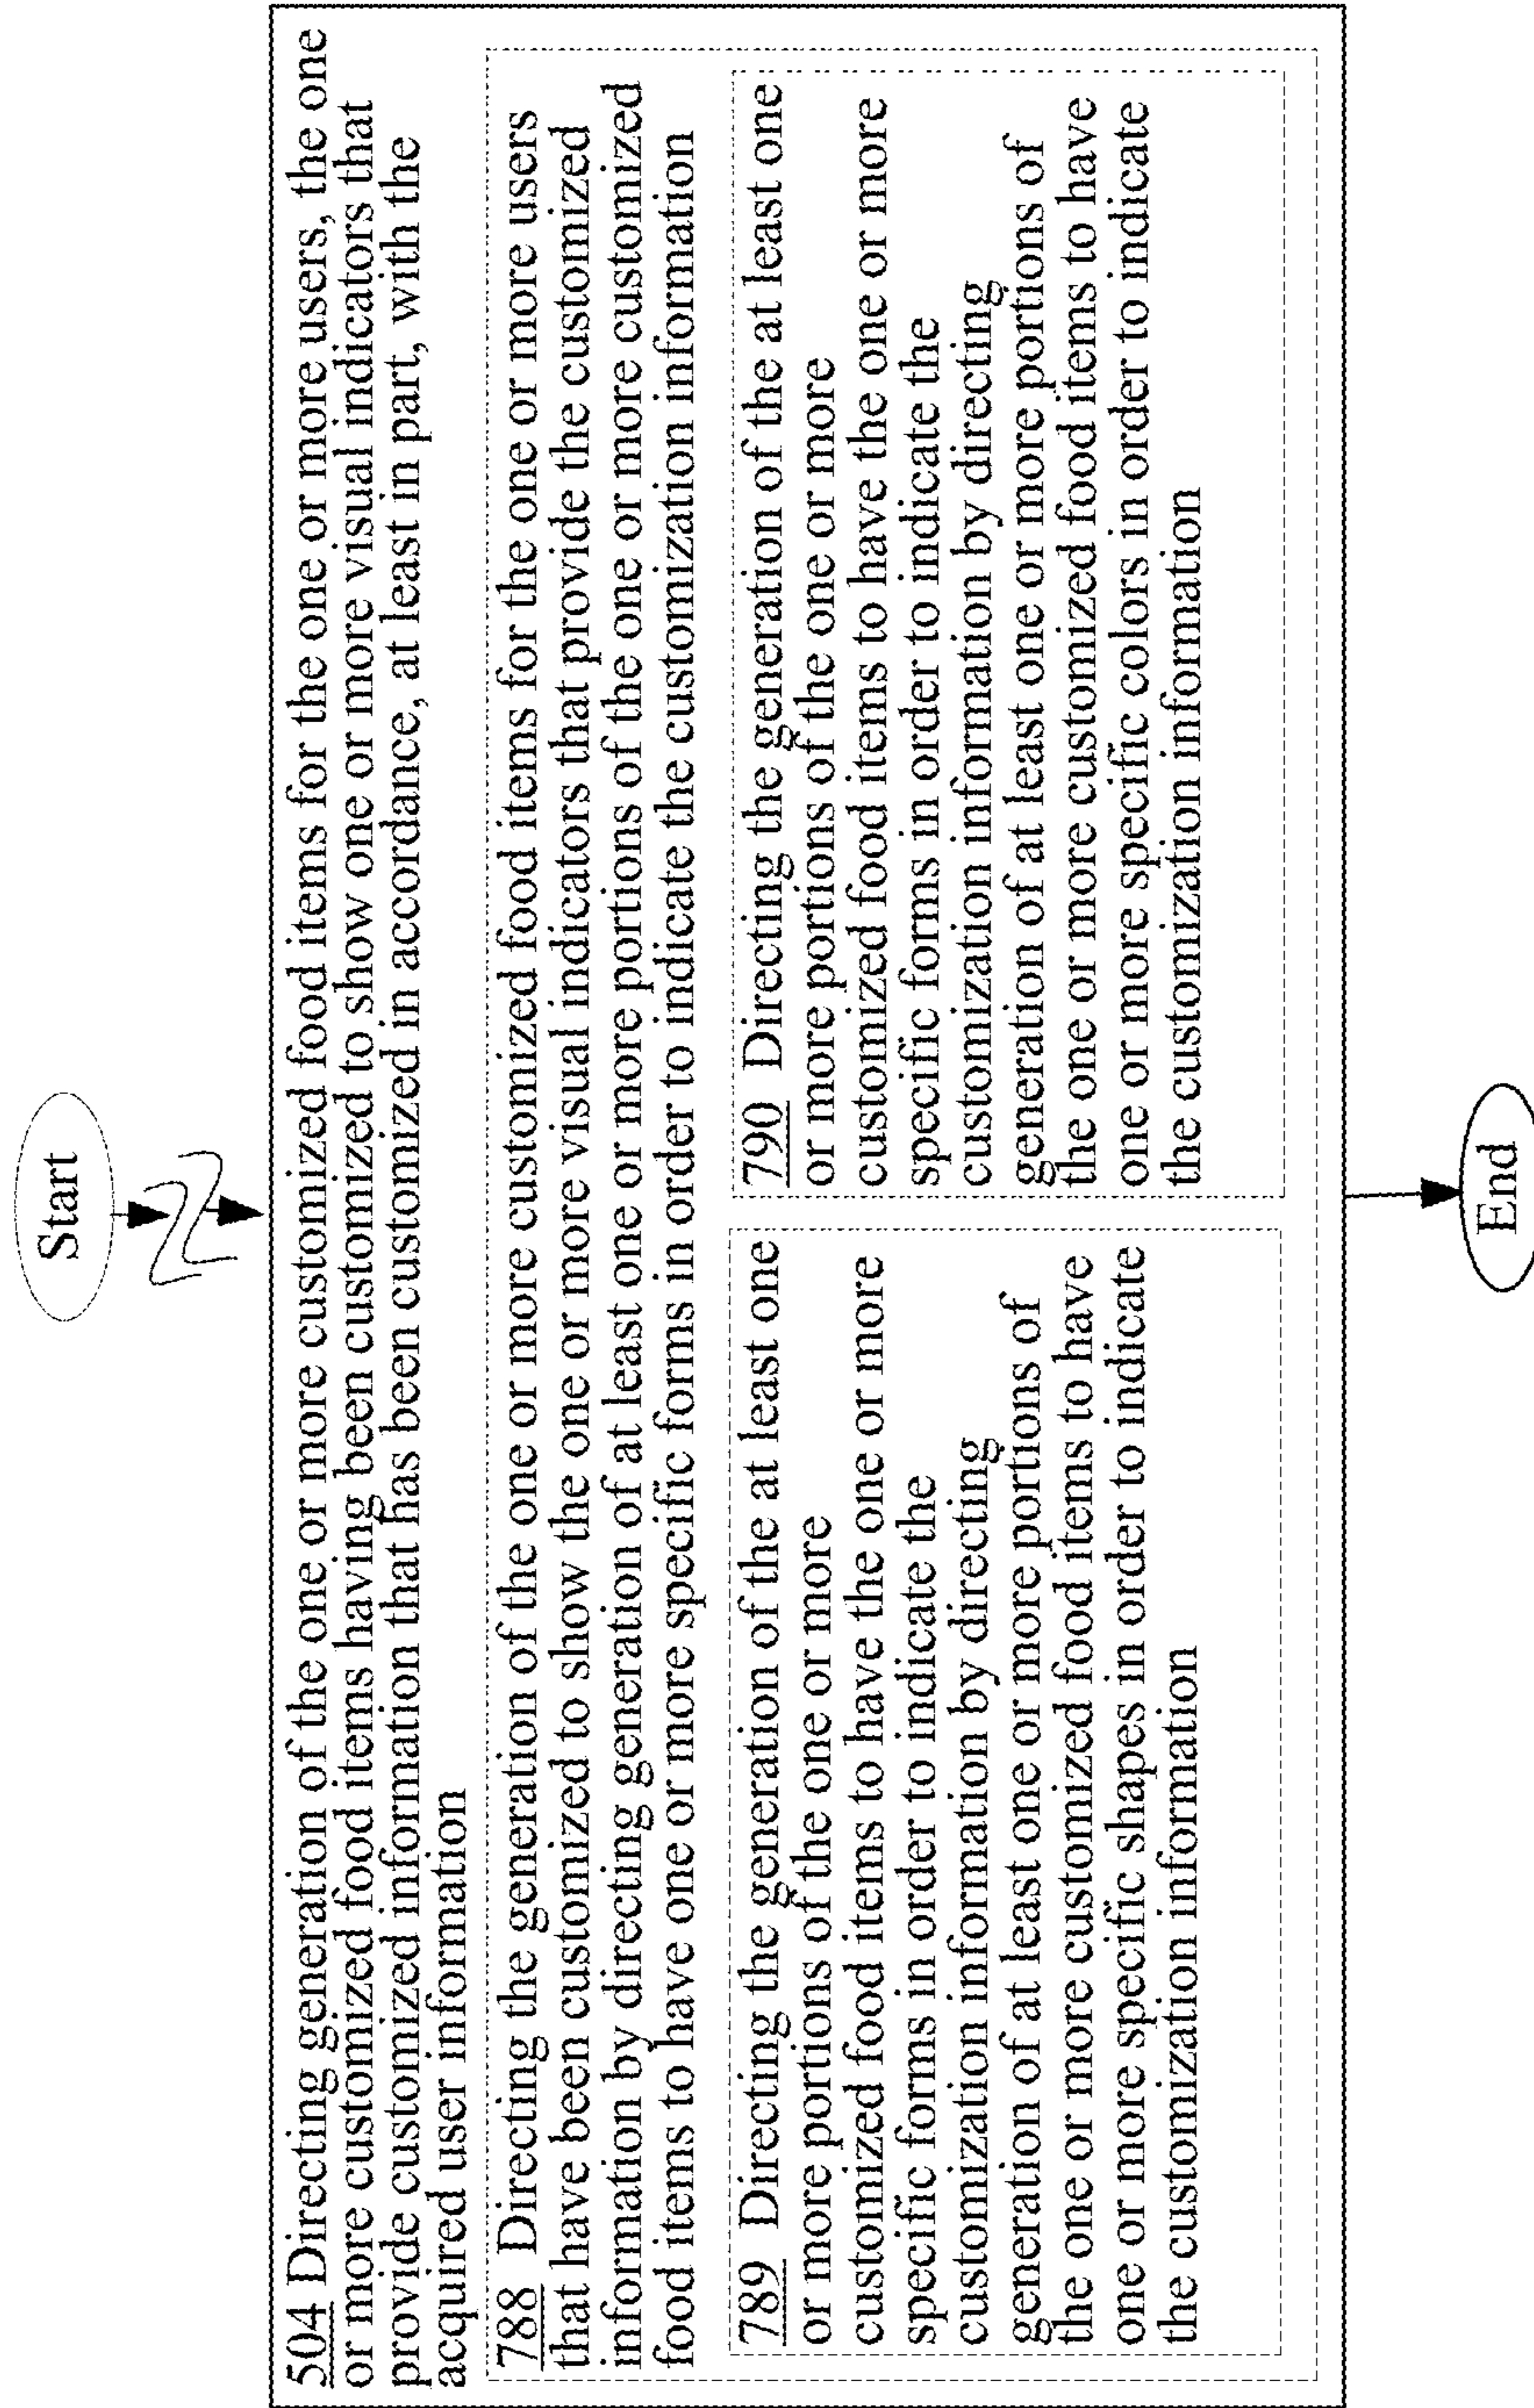 Start
504 Directing generation of the one or more customized food items for the one or more users, the one
or more customized food items having been customized to show one or more visual indicators that
provide customized information that has been customized in accordance, at least in part, with the
acquired user information
788 Directing the generation of the one or more customized food items for the one or more users
that have been customized to show the one or more visual indicators that provide the customized
information by directing generation of at least one or more portions of the one or more customized
food items to have one or more specific forms in order to indicate the customization information
789 Directing the generation of the at least one
or more portions of the one or more
customized food items to have the one or more
specific forms in order to indicate the
customization information by directing
generation of at least one or more portions of
the one or more customized food items to have
one or more specific shapes in order to indicate
the customization information
790 Directing the generation of the at least one
or more portions of the one or more
customized food items to have the one or more
specific forms in order to indicate the
customization information by directing
generation of at least one or more portions of
the one or more customized food items to have
one or more specific colors in order to indicate
the customization information
End